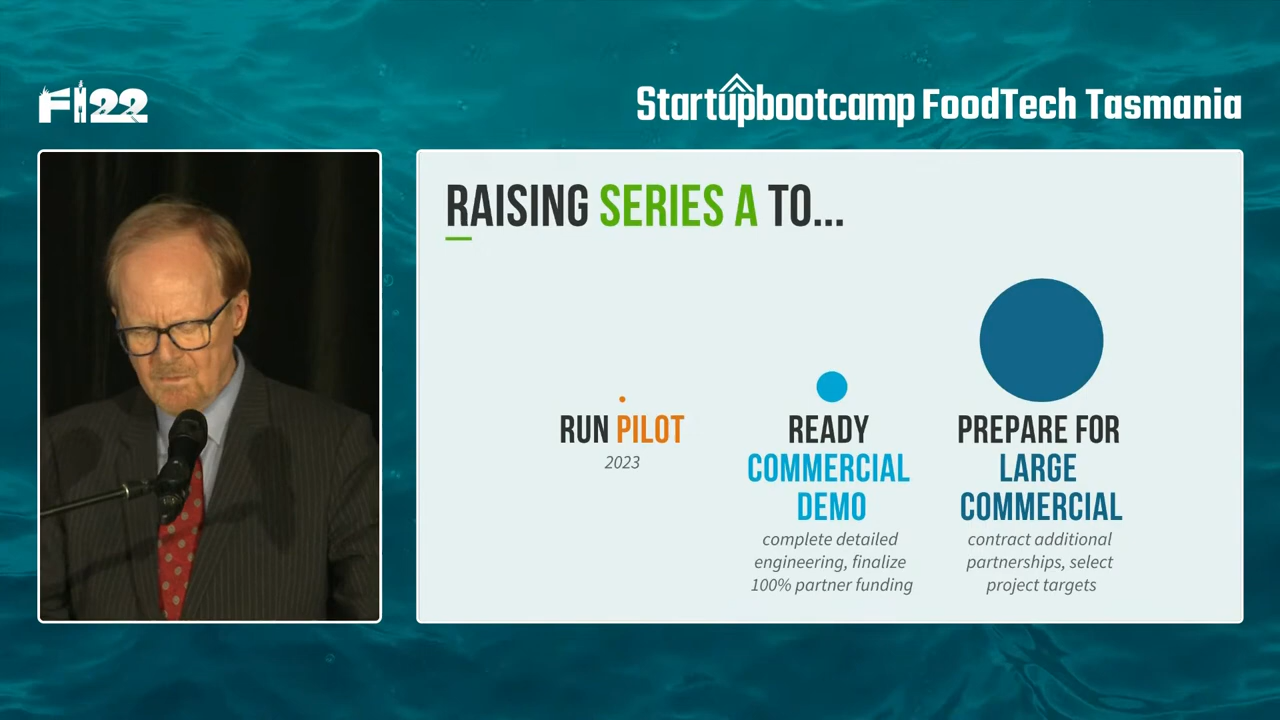 FI22
Startupbootcamp FoodTech Tasmania
RAISING SERIES A TO...
RUN PILOT
2023
READY
COMMERCIAL
DEMO
complete detailed
engineering, finalize
100% partner funding
PREPARE FOR
LARGE
COMMERCIAL
contract additional
partnerships, select
project targets